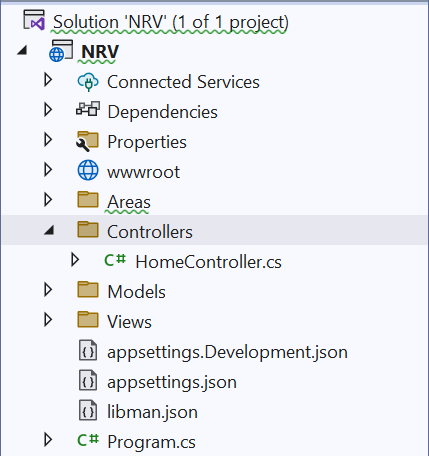 Solution 'NRV' (1 of 1 project)
NRV
Connected Services
Dependencies
Properties
wwwroot
Areas
Controllers
C# HomeController.cs
Models
Views
appsettings.Development.json
appsettings.json
libman.json
C# Program.cs